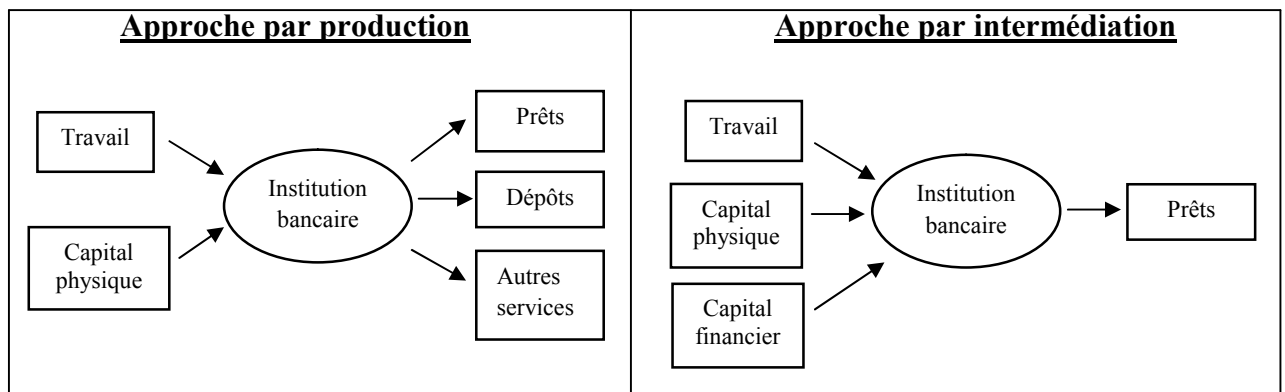 Approche par production
Travail
Capital
physique
Institution
bancaire
Prêts
Dépôts
Autres
services
Approche par intermédiation
Travail
Capital
physique
Capital
financier
Institution
bancaire
Prêts